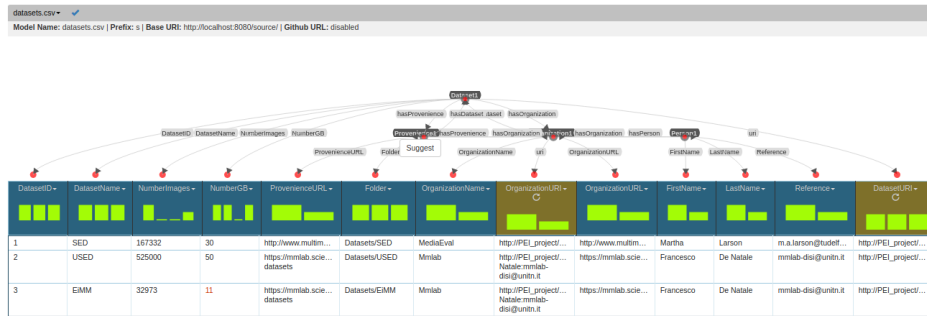 datasets.csv
Model Name: datasets.csv | Prefix: s | Base URI: http://localhost:8080/source/ | Github URL: disabled
Dataset1
hasProvenience hasDataset .taset hasOrganization
DatasetID DatasetName NumberImages NumberGB Provenience1 hasProvenience hasOrganization anization1 hasOrganization hasPerson Person1 uri
Suggest
ProvenienceURL Folder OrganizationName uri OrganizationURL FirstName LastName Reference
DatasetID DatasetName NumberImages NumberGB ProvenienceURL Folder OrganizationName OrganizationURI OrganizationURL FirstName LastName Reference DatasetURI
1 SED 167332 30 http://www.multim... Datasets/SED MediaEval http://PEI_project/... http://www.multim... Martha Larson m.a.larson@tudelf... http://PEI_project/...
2 USED 525000 50 https://mmlab.scie... Datasets/USED Mmlab http://PEI_project/... https://mmlab.scie... Francesco De Natale mmlab-disi@unitn.it http://PEI_project/...
datasets Natale:mmlab-
disi@unitn.it
3 EiMM 32973 11 https://mmlab.scie... Datasets/EiMM Mmlab http://PEI_project/... https://mmlab.scie... Francesco De Natale mmlab-disi@unitn.it http://PEI_project/...
datasets Natale:mmlab-
disi@unitn.it